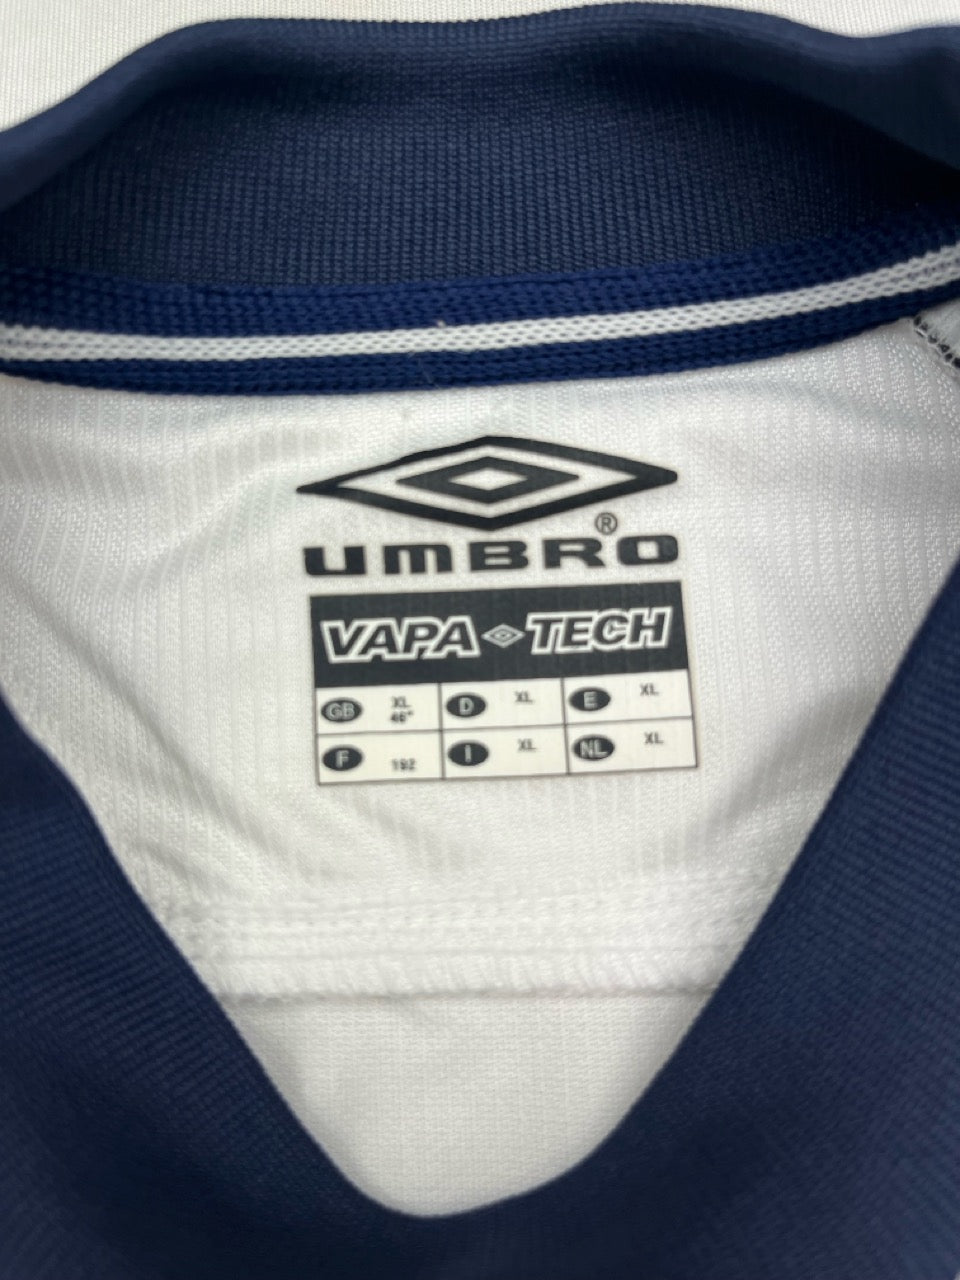 UMBRO®
VAPA TECH
GB XL 46" D XL E XL
F 192 I XL NL XL